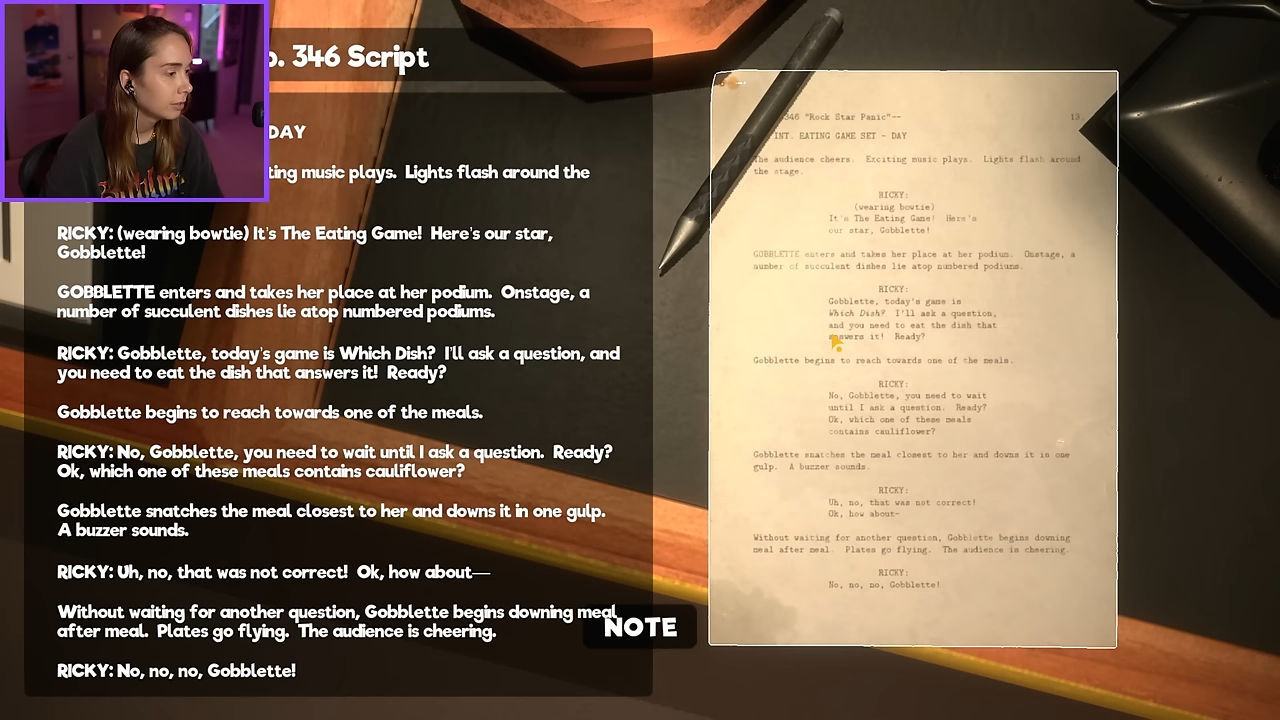 o. 346 Script
DAY
ting music plays. Lights flash around the
RICKY: (wearing bowtie) It's The Eating Game! Here's our star,
Gobblette!
GOBBLETTE enters and takes her place at her podium. Onstage, a
number of succulent dishes lie atop numbered podiums.
RICKY: Gobblette, today's game is Which Dish? I'll ask a question, and
you need to eat the dish that answers it! Ready?
Gobblette begins to reach towards one of the meals.
RICKY: No, Gobblette, you need to wait until I ask a question. Ready?
Ok, which one of these meals contains cauliflower?
Gobblette snatches the meal closest to her and downs it in one gulp.
A buzzer sounds.
RICKY: Uh, no, that was not correct! Ok, how about—
Without waiting for another question, Gobblette begins downing meal
after meal. Plates go flying. The audience is cheering.
RICKY: No, no, no, Gobblette!
NOTE
346 "Rock Star Panic"-- 13.
INT. EATING GAME SET - DAY
The audience cheers. Exciting music plays. Lights flash around
the stage.
RICKY:
(wearing bowtie)
It's The Eating Game! Here's
our star, Gobblette!
GOBBLETTE enters and takes her place at her podium. Onstage, a
number of succulent dishes lie atop numbered podiums.
RICKY:
Gobblette, today's game is
Which Dish? I'll ask a question,
and you need to eat the dish that
answers it! Ready?
Gobblette begins to reach towards one of the meals.
RICKY:
No, Gobblette, you need to wait
until I ask a question. Ready?
Ok, which one of these meals
contains cauliflower?
Gobblette snatches the meal closest to her and downs it in one
gulp. A buzzer sounds.
RICKY:
Uh, no, that was not correct!
Ok, how about-
Without waiting for another question, Gobblette begins downing
meal after meal. Plates go flying. The audience is cheering.
RICKY:
No, no, no, Gobblette!